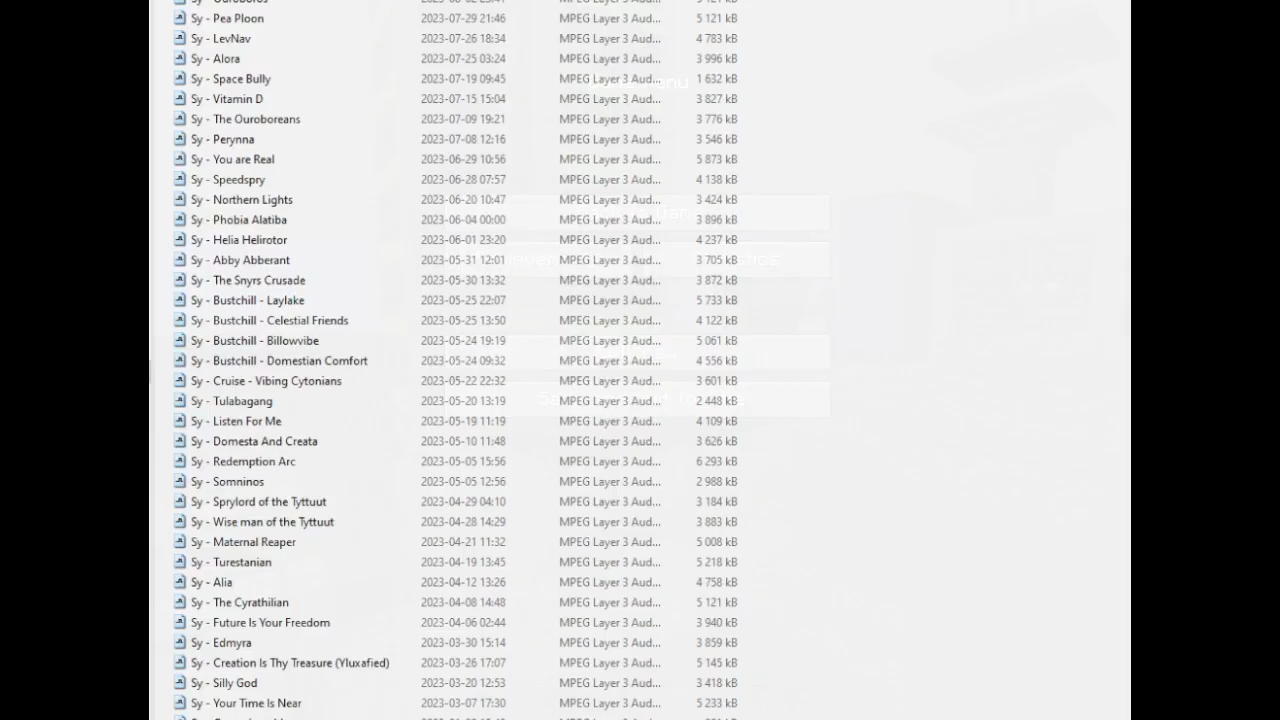 Sy - Pea Ploon 2023-07-29 21:46 MPEG Layer 3 Aud... 5 121 kB
Sy - LevNav 2023-07-26 18:34 MPEG Layer 3 Aud... 4 783 kB
Sy - Alora 2023-07-25 03:24 MPEG Layer 3 Aud... 3 996 kB
Sy - Space Bully 2023-07-19 09:45 MPEG Layer 3 Aud... 1 632 kB
Sy - Vitamin D 2023-07-15 15:04 MPEG Layer 3 Aud... 3 827 kB
Sy - The Ouroboreans 2023-07-09 19:21 MPEG Layer 3 Aud... 3 776 kB
Sy - Perynna 2023-07-08 12:16 MPEG Layer 3 Aud... 3 546 kB
Sy - You are Real 2023-06-29 10:56 MPEG Layer 3 Aud... 5 873 kB
Sy - Speedspry 2023-06-28 07:57 MPEG Layer 3 Aud... 4 138 kB
Sy - Northern Lights 2023-06-20 10:47 MPEG Layer 3 Aud... 3 424 kB
Sy - Phobia Alatiba 2023-06-04 00:00 MPEG Layer 3 Aud... 3 896 kB
Sy - Helia Helirotor 2023-06-01 23:20 MPEG Layer 3 Aud... 4 237 kB
Sy - Abby Abberant 2023-05-31 12:01 MPEG Layer 3 Aud... 3 705 kB
Sy - The Snyrs Crusade 2023-05-30 13:32 MPEG Layer 3 Aud... 3 872 kB
Sy - Bustchill - Laylake 2023-05-25 22:07 MPEG Layer 3 Aud... 5 733 kB
Sy - Bustchill - Celestial Friends 2023-05-25 13:50 MPEG Layer 3 Aud... 4 122 kB
Sy - Bustchill - Billowvibe 2023-05-24 19:19 MPEG Layer 3 Aud... 5 061 kB
Sy - Bustchill - Domestian Comfort 2023-05-24 09:32 MPEG Layer 3 Aud... 4 556 kB
Sy - Cruise - Vibing Cytonians 2023-05-22 22:32 MPEG Layer 3 Aud... 3 601 kB
Sy - Tulabagang 2023-05-20 13:19 MPEG Layer 3 Aud... 2 448 kB
Sy - Listen For Me 2023-05-19 11:19 MPEG Layer 3 Aud... 4 109 kB
Sy - Domesta And Creata 2023-05-10 11:48 MPEG Layer 3 Aud... 3 626 kB
Sy - Redemption Arc 2023-05-05 15:56 MPEG Layer 3 Aud... 6 293 kB
Sy - Somninos 2023-05-05 12:56 MPEG Layer 3 Aud... 2 988 kB
Sy - Sprylord of the Tyttuut 2023-04-29 04:10 MPEG Layer 3 Aud... 3 184 kB
Sy - Wise man of the Tyttuut 2023-04-28 14:29 MPEG Layer 3 Aud... 3 883 kB
Sy - Maternal Reaper 2023-04-21 11:32 MPEG Layer 3 Aud... 5 008 kB
Sy - Turestanian 2023-04-19 13:45 MPEG Layer 3 Aud... 5 218 kB
Sy - Alia 2023-04-12 13:26 MPEG Layer 3 Aud... 4 758 kB
Sy - The Cyrathilian 2023-04-08 14:48 MPEG Layer 3 Aud... 5 121 kB
Sy - Future Is Your Freedom 2023-04-06 02:44 MPEG Layer 3 Aud... 3 940 kB
Sy - Edmyra 2023-03-30 15:14 MPEG Layer 3 Aud... 3 859 kB
Sy - Creation Is Thy Treasure (Yluxafied) 2023-03-26 17:07 MPEG Layer 3 Aud... 5 145 kB
Sy - Silly God 2023-03-20 12:53 MPEG Layer 3 Aud... 3 418 kB
Sy - Your Time Is Near 2023-03-07 17:30 MPEG Layer 3 Aud... 5 233 kB